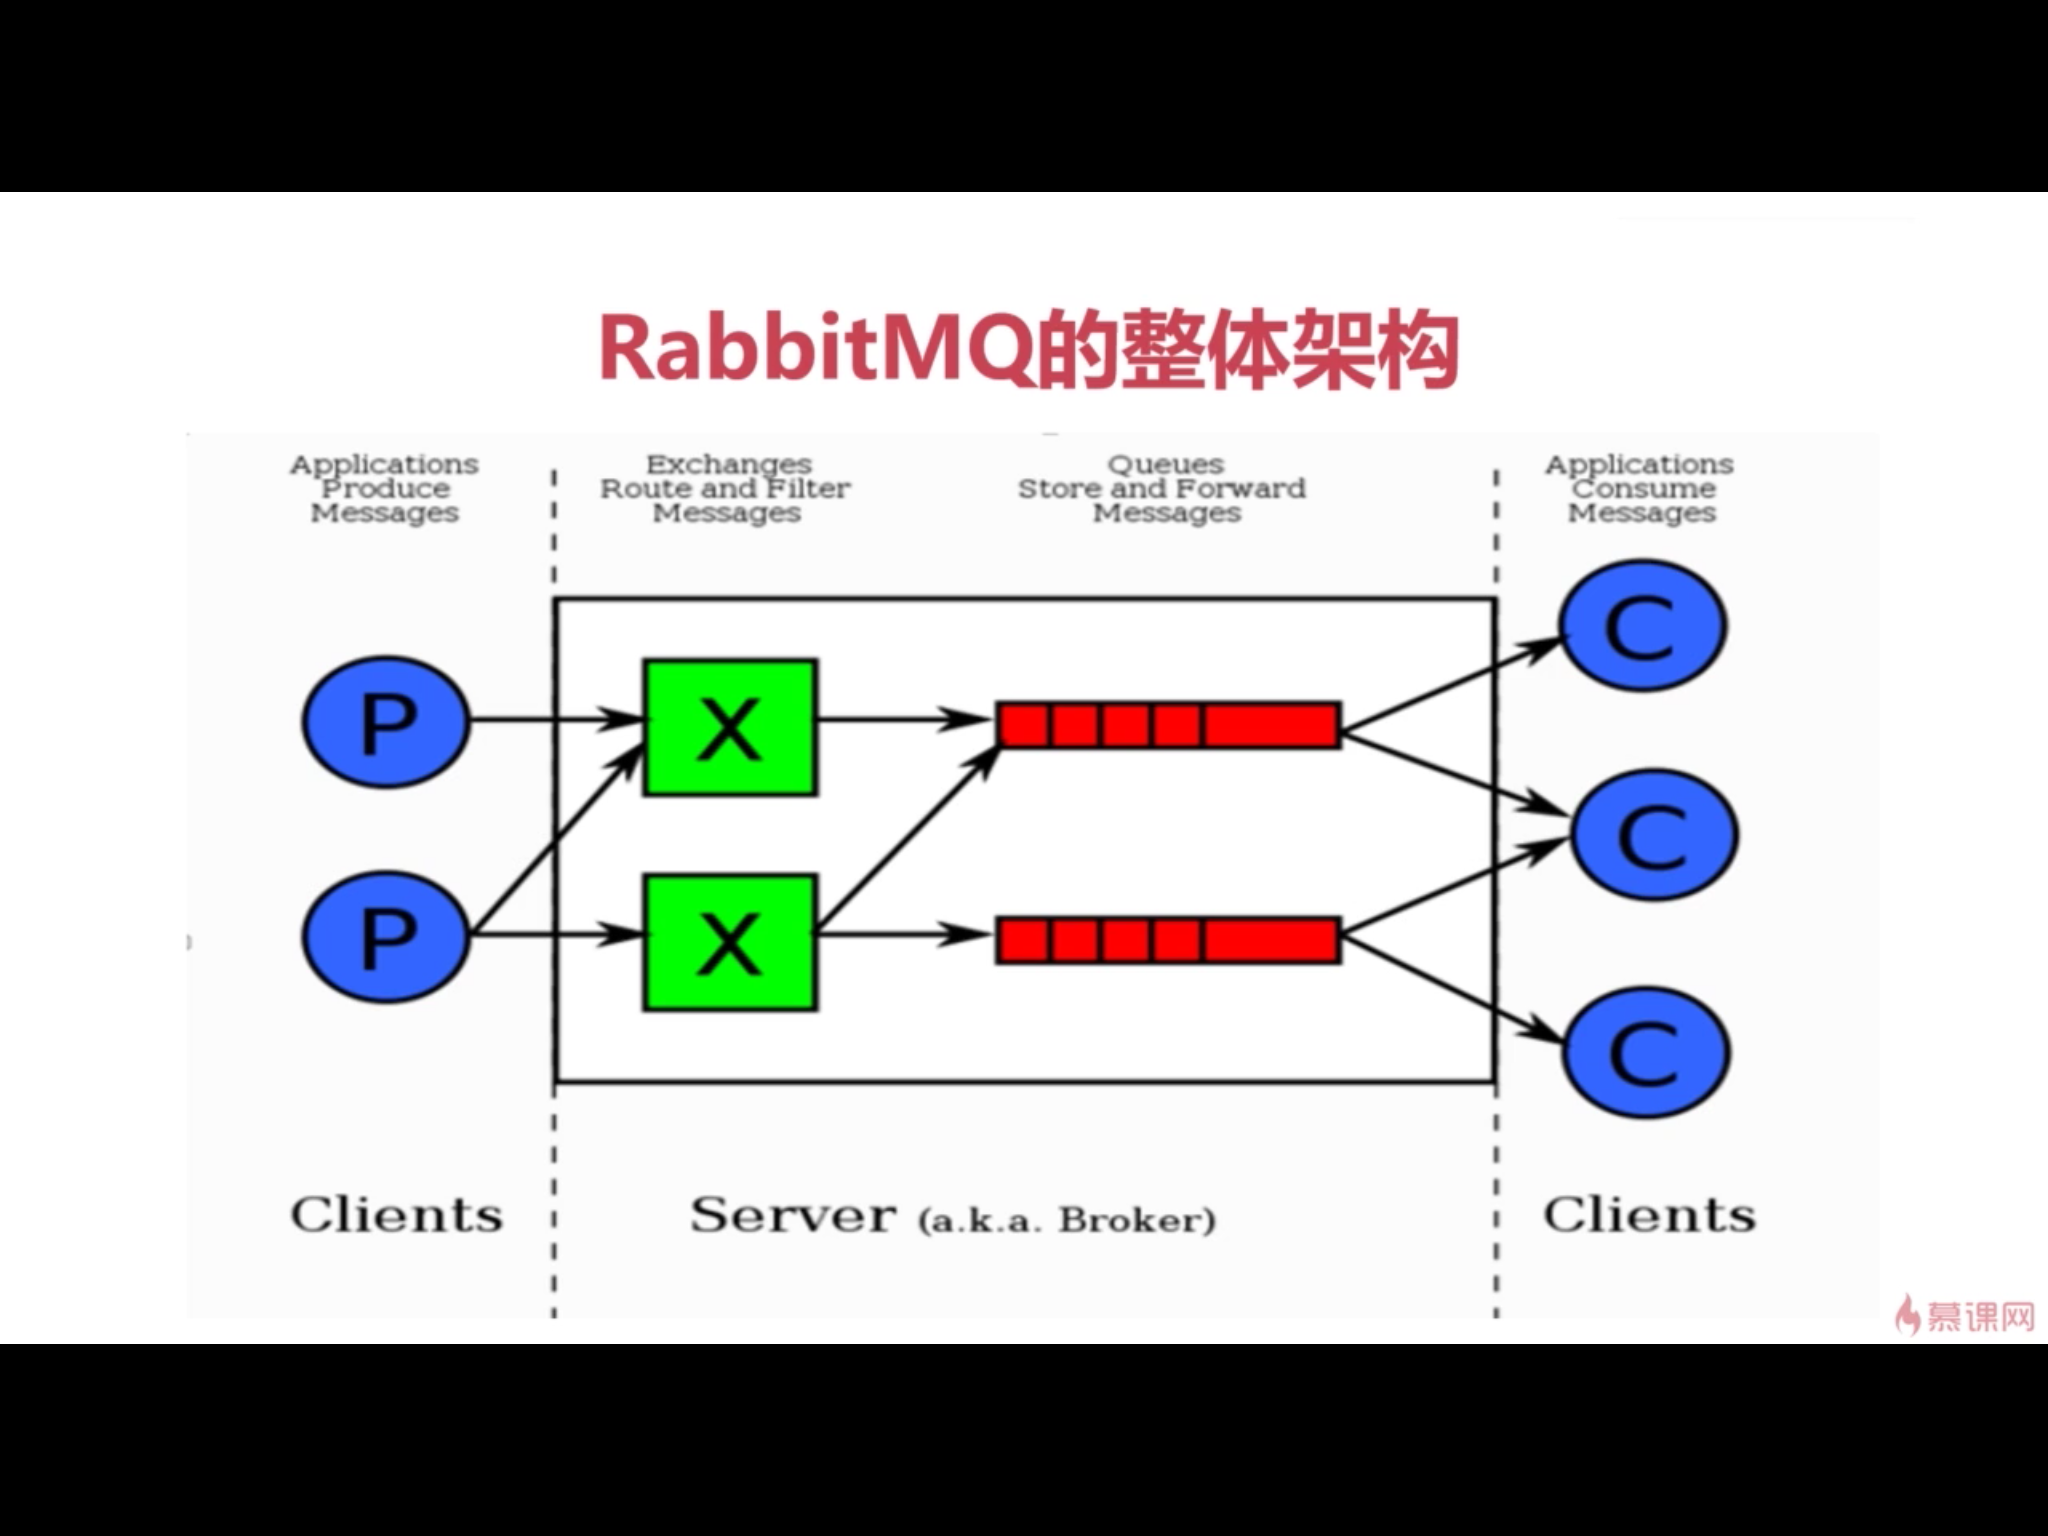 RabbitMQ的整体架构
Applications
Produce
Messages
Exchanges
Route and Filter
Messages
Queues
Store and Forward
Messages
Applications
Consume
Messages
P
X
C
P
X
C
C
Clients
Server (a.k.a. Broker)
Clients
慕课网